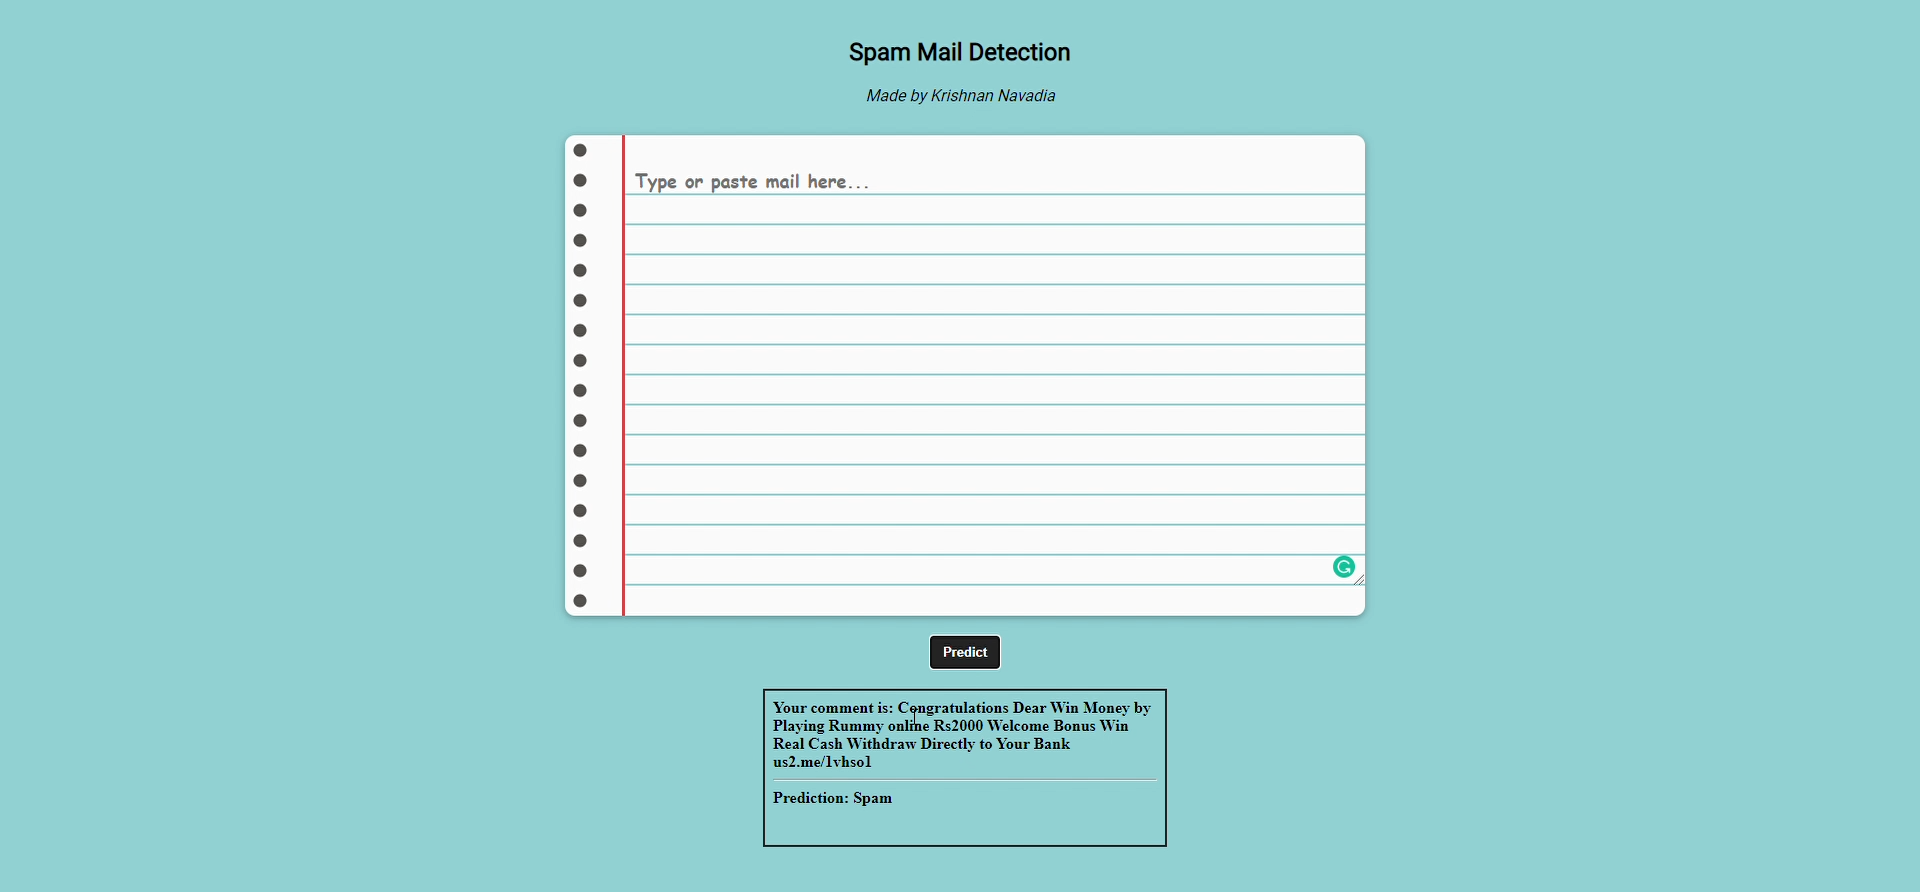 Spam Mail Detection
Made by Krishnan Navadia
Type or paste mail here...
Predict
Your comment is: Congratulations Dear Win Money by
Playing Rummy online Rs2000 Welcome Bonus Win
Real Cash Withdraw Directly to Your Bank
us2.me/1vhso1
Prediction: Spam